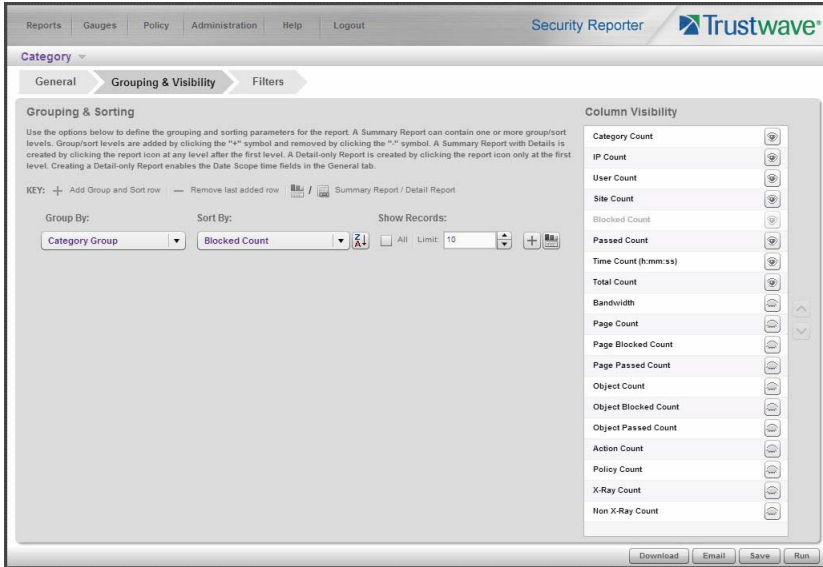 Reports Gauges Policy Administration Help Logout
Security Reporter Trustwave®
Category
General Grouping & Visibility Filters
Grouping & Sorting
Use the options below to define the grouping and sorting parameters for the report. A Summary Report can contain one or more group/sort
levels. Group/sort levels are added by clicking the "+" symbol and removed by clicking the "-" symbol. A Summary Report with Details is
created by clicking the report icon at any level after the first level. A Detail-only Report is created by clicking the report icon only at the first
level. Creating a Detail-only Report enables the Date Scope time fields in the General tab.
KEY: + Add Group and Sort row — Remove last added row / Summary Report / Detail Report
Group By: Sort By: Show Records:
Category Group Blocked Count Z A All Limit: 10 +
Column Visibility
Category Count
IP Count
User Count
Site Count
Blocked Count
Passed Count
Time Count (h:mm:ss)
Total Count
Bandwidth
Page Count
Page Blocked Count
Page Passed Count
Object Count
Object Blocked Count
Object Passed Count
Action Count
Policy Count
X-Ray Count
Non X-Ray Count
Download Email Save Run